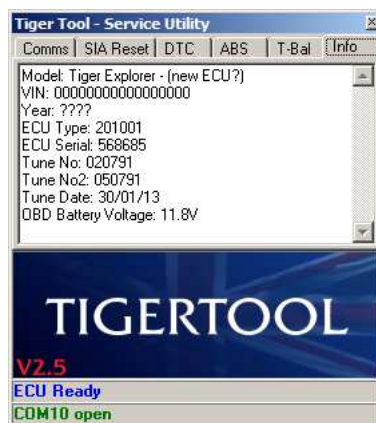 Tiger Tool - Service Utility
Comms SIA Reset DTC ABS T-Bal Info
Model: Tiger Explorer - (new ECU?)
VIN: 00000000000000000
Year: ????
ECU Type: 201001
ECU Serial: 568685
Tune No: 020791
Tune No2: 050791
Tune Date: 30/01/13
OBD Battery Voltage: 11.8V
TIGERTOOL
V2.5
ECU Ready
COM10 open